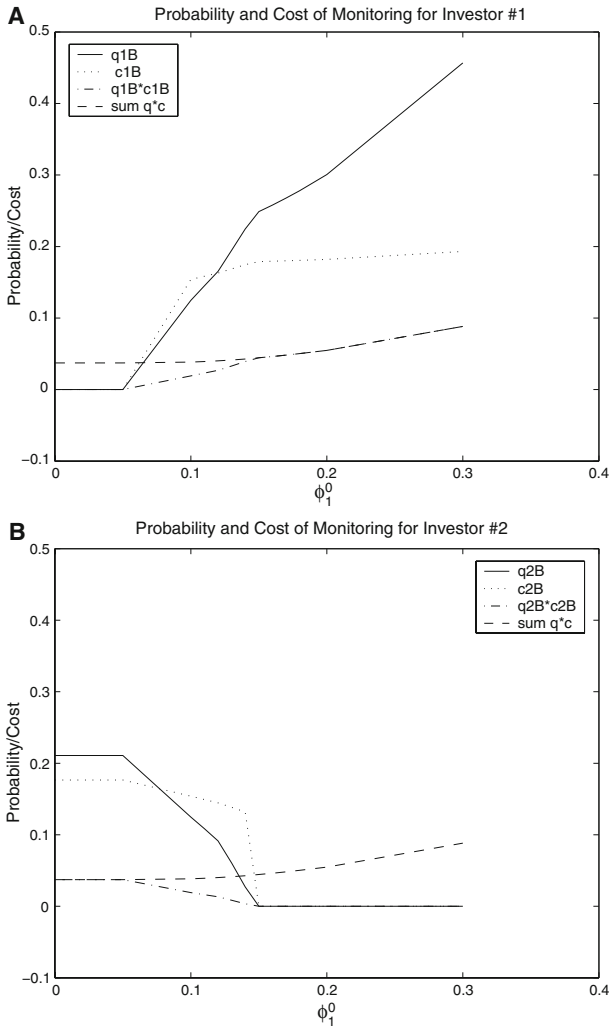 A
Probability and Cost of Monitoring for Investor #1
0.5
0.4
0.3
0.2
0.1
0
−0.1
Probability/Cost
q1B
c1B
q1B*c1B
sum q*c
0
0.1
0.2
0.3
0.4
ϕ₁⁰
B
Probability and Cost of Monitoring for Investor #2
0.5
0.4
0.3
0.2
0.1
0
−0.1
Probability/Cost
q2B
c2B
q2B*c2B
sum q*c
0
0.1
0.2
0.3
0.4
ϕ₁⁰